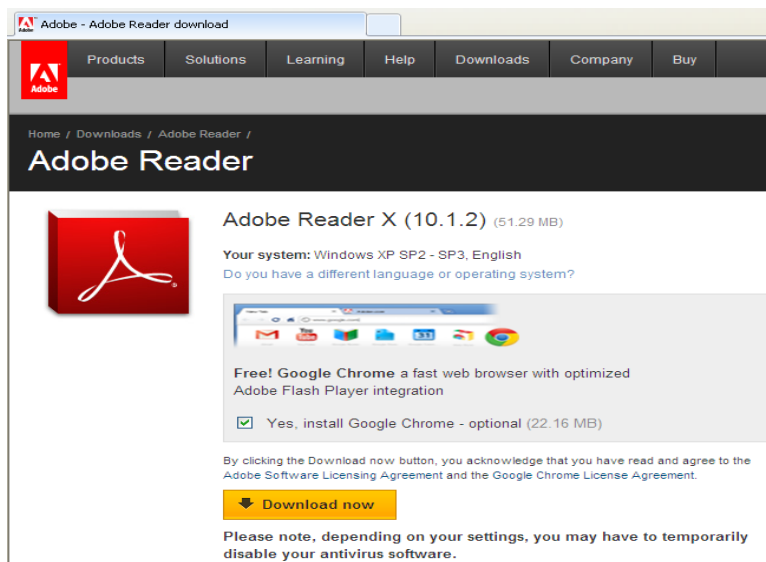 Adobe - Adobe Reader download
Products Solutions Learning Help Downloads Company Buy
Adobe
Home / Downloads / Adobe Reader /
Adobe Reader
Adobe Reader X (10.1.2) (51.29 MB)
Your system: Windows XP SP2 - SP3, English
Do you have a different language or operating system?
Free! Google Chrome a fast web browser with optimized
Adobe Flash Player integration
Yes, install Google Chrome - optional (22.16 MB)
By clicking the Download now button, you acknowledge that you have read and agree to the
Adobe Software Licensing Agreement and the Google Chrome License Agreement.
Download now
Please note, depending on your settings, you may have to temporarily
disable your antivirus software.